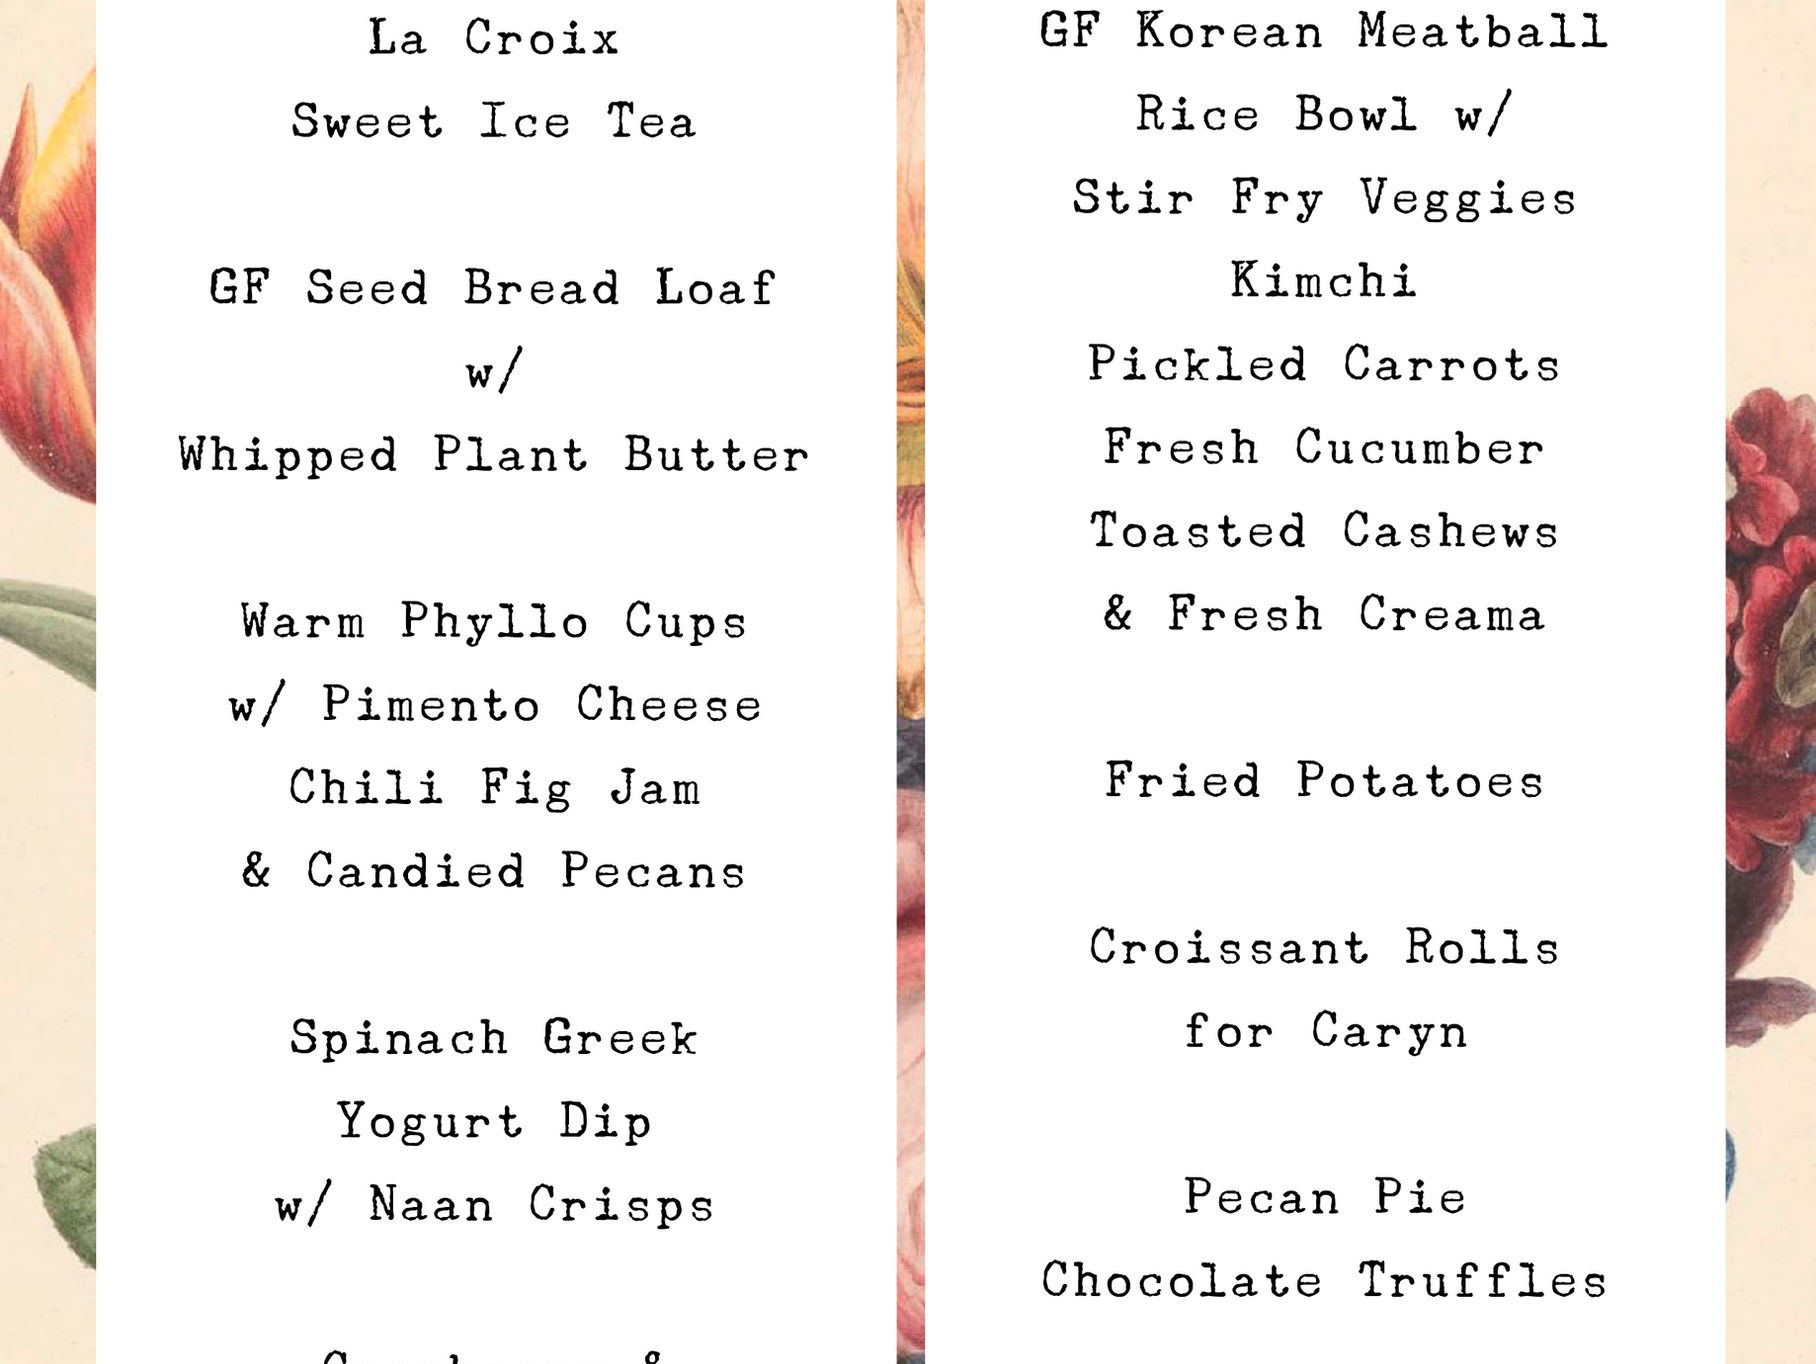 La Croix
Sweet Ice Tea
GF Seed Bread Loaf
w/
Whipped Plant Butter
Warm Phyllo Cups
w/ Pimento Cheese
Chili Fig Jam
& Candied Pecans
Spinach Greek
Yogurt Dip
w/ Naan Crisps
GF Korean Meatball
Rice Bowl w/
Stir Fry Veggies
Kimchi
Pickled Carrots
Fresh Cucumber
Toasted Cashews
& Fresh Creama
Fried Potatoes
Croissant Rolls
for Caryn
Pecan Pie
Chocolate Truffles